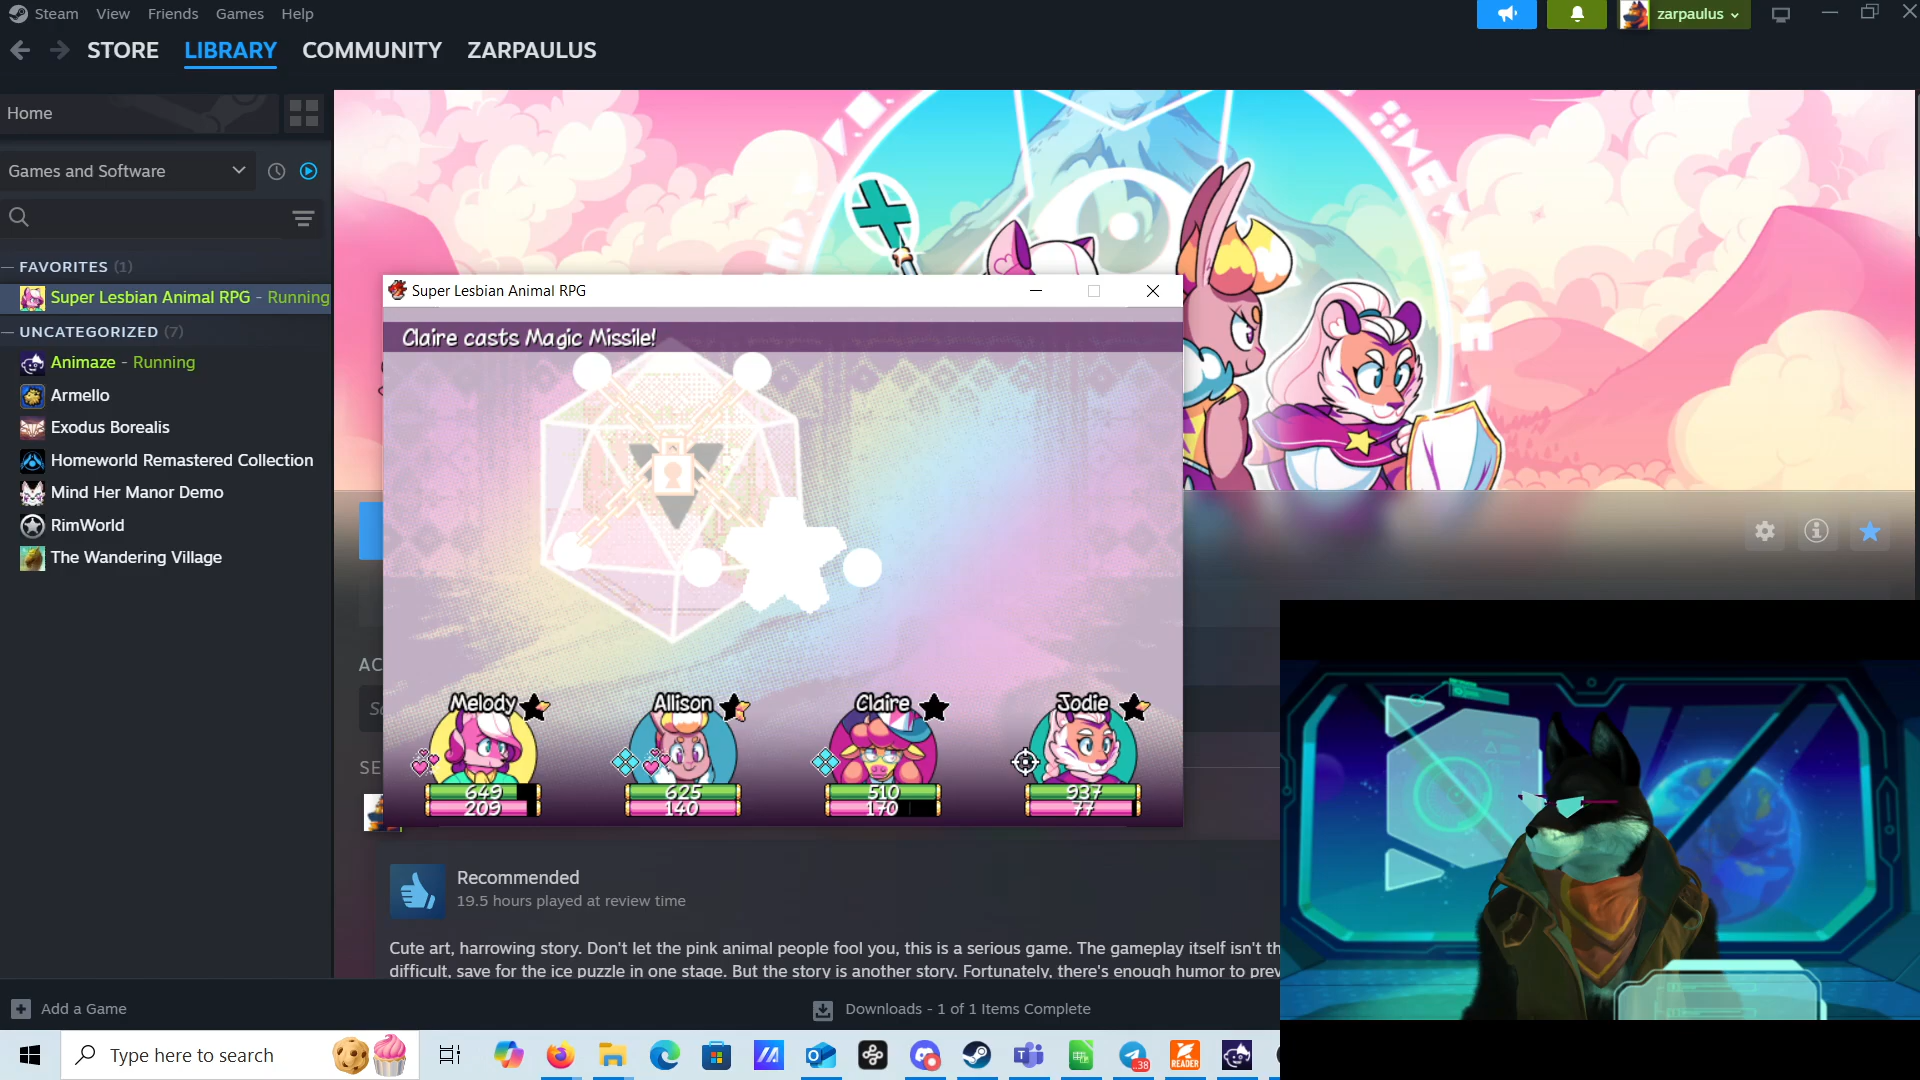 Steam View Friends Games Help
zarpaulus
STORE LIBRARY COMMUNITY ZARPAULUS
Home
Games and Software
FAVORITES (1)
Super Lesbian Animal RPG - Running
UNCATEGORIZED (7)
Animaze - Running
Armello
Exodus Borealis
Homeworld Remastered Collection
Mind Her Manor Demo
RimWorld
The Wandering Village
Super Lesbian Animal RPG
Claire casts Magic Missile!
Melody Allison Claire Jodie
649 625 510 937
209 140 170 77
AC
SE
Recommended
19.5 hours played at review time
Cute art, harrowing story. Don't let the pink animal people fool you, this is a serious game. The gameplay itself isn't th
difficult, save for the ice puzzle in one stage. But the story is another story. Fortunately, there's enough humor to prev
Add a Game
Downloads - 1 of 1 Items Complete
Type here to search
38
READER